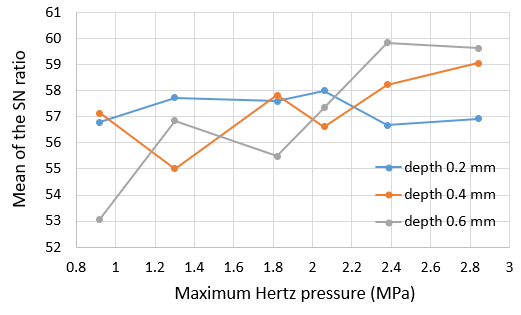 61
60
59
58
57
56
55
54
53
52
Mean of the SN ratio
depth 0.2 mm
depth 0.4 mm
depth 0.6 mm
0.8 1 1.2 1.4 1.6 1.8 2 2.2 2.4 2.6 2.8 3
Maximum Hertz pressure (MPa)